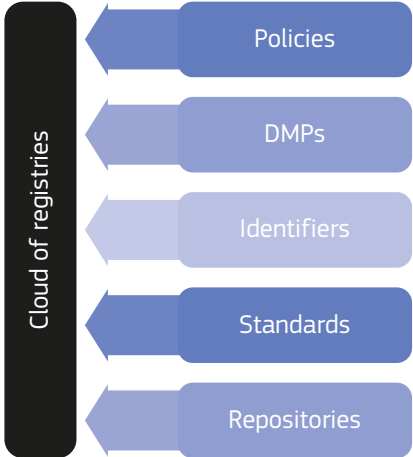 Cloud of registries
Policies
DMPs
Identifiers
Standards
Repositories